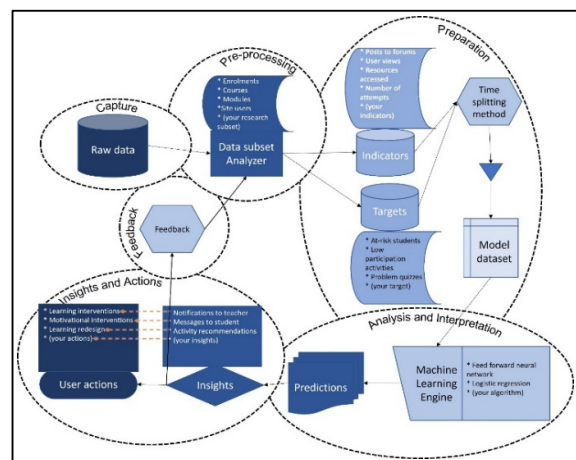 Capture
Raw data
Pre-processing
* Enrolments
* Courses
* Modules
*Site users
* (your research
subset)
Data subset
Analyzer
Preparation
* Posts to forums
* User views
* Resources
accessed
* Number of
attempts
* (your
Indicators)
Indicators
Time
splitting
method
Targets
* At-risk students
* Low
participation
activities
* Problem quizzes
* (your target)
Model
dataset
Feedback
Feedback
Insights and Actions
* Learning interventions
* Motivational Interventions
* Learning redesign
* (your actions)
Notifications to teacher
Messages to student
Activity recommendations
(your insights)
User actions
Insights
Analysis and Interpretation
Predictions
Machine
Learning
Engine
* Feed forward neural
network
* Logistic regression
* (your algorithm)